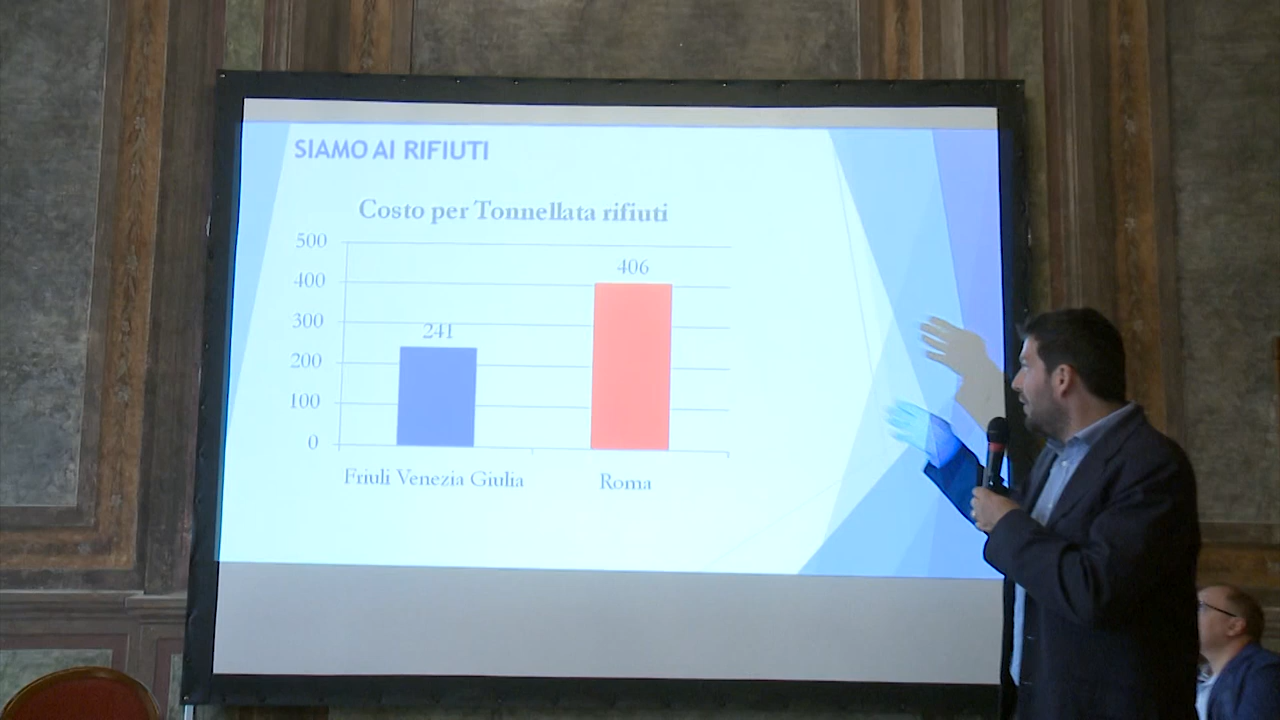 SIAMO AI RIFIUTI
Costo per Tonnellata rifiuti
500
406
400
300
241
200
100
0
Friuli Venezia Giulia
Roma